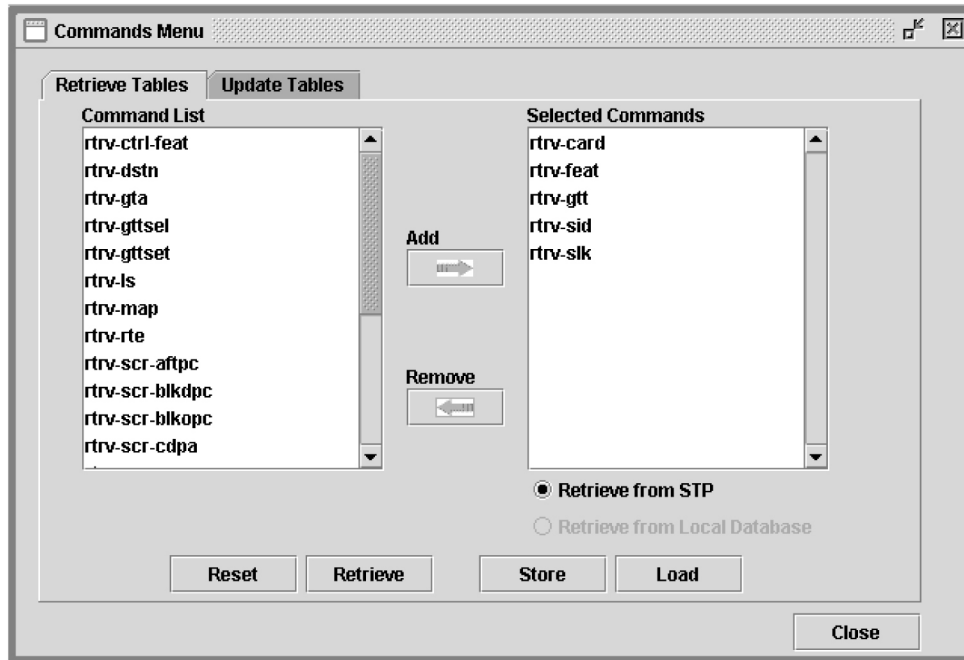 Commands Menu
Retrieve Tables
Update Tables
Command List
rtrv-ctrl-feat
rtrv-dstn
rtrv-gta
rtrv-gttsel
rtrv-gttset
rtrv-ls
rtrv-map
rtrv-rte
rtrv-scr-aftpc
rtrv-scr-blkdpc
rtrv-scr-blkopc
rtrv-scr-cdpa
Add
Remove
Selected Commands
rtrv-card
rtrv-feat
rtrv-gtt
rtrv-sid
rtrv-slk
Retrieve from STP
Retrieve from Local Database
Reset
Retrieve
Store
Load
Close